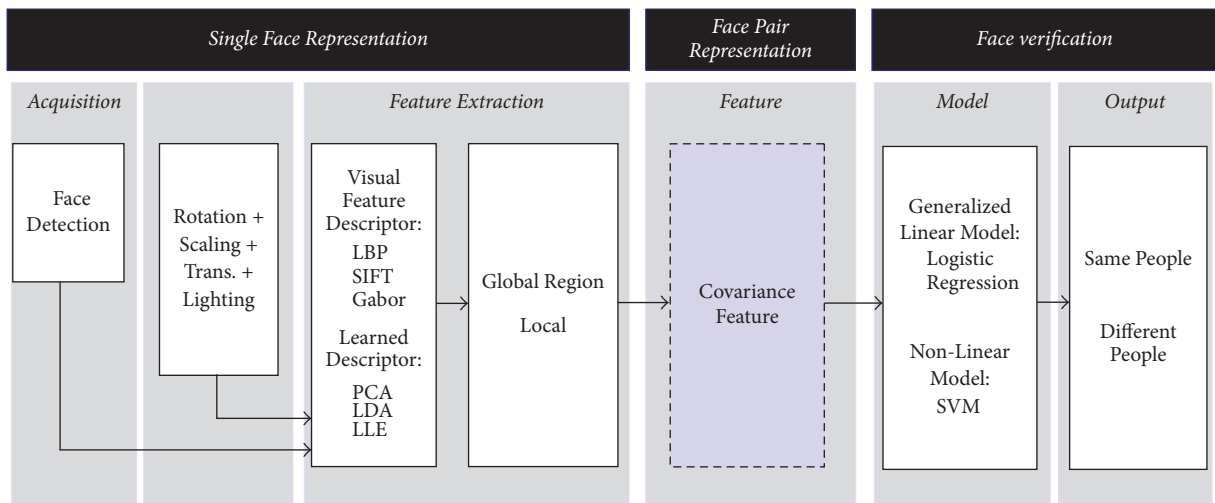 Single Face Representation
Face Pair
Representation
Face verification
Acquisition
Feature Extraction
Feature
Model
Output
Face
Detection
Rotation +
Scaling +
Trans. +
Lighting
Visual
Feature
Descriptor:
LBP
SIFT
Gabor
Learned
Descriptor:
PCA
LDA
LLE
Global Region
Local
Covariance
Feature
Generalized
Linear Model:
Logistic
Regression
Non-Linear
Model:
SVM
Same People
Different
People